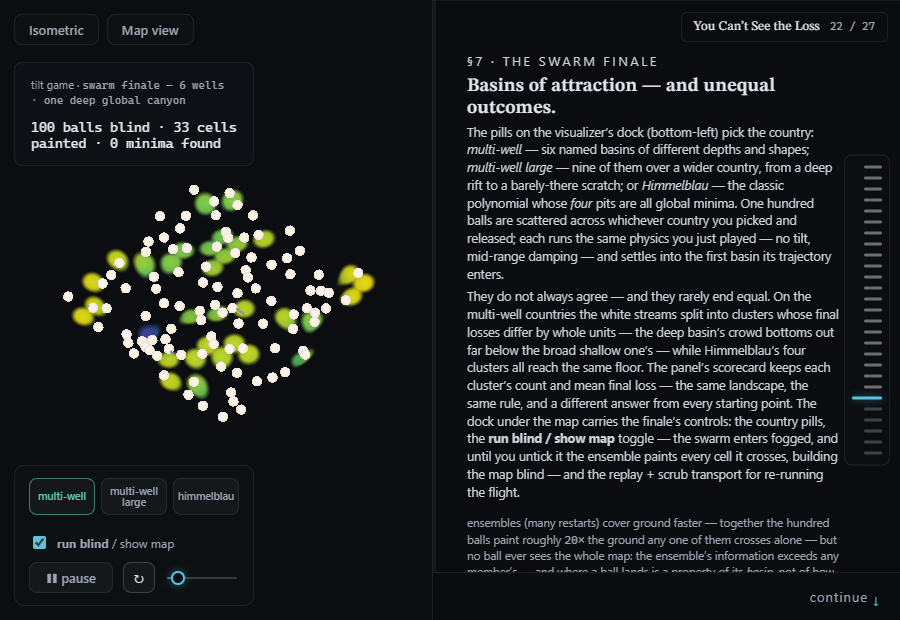 Isometric
Map view
tilt game · swarm finale — 6 wells
· one deep global canyon
100 balls blind · 33 cells
painted · 0 minima found
multi-well
multi-well
large
himmelblau
run blind / show map
pause
↻
You Can't See the Loss 22 / 27
§7 · THE SWARM FINALE
Basins of attraction — and unequal
outcomes.
The pills on the visualizer's dock (bottom-left) pick the country:
multi-well — six named basins of different depths and shapes;
multi-well large — nine of them over a wider country, from a deep
rift to a barely-there scratch; or Himmelblau — the classic
polynomial whose four pits are all global minima. One hundred
balls are scattered across whichever country you picked and
released; each runs the same physics you just played — no tilt,
mid-range damping — and settles into the first basin its trajectory
enters.
They do not always agree — and they rarely end equal. On the
multi-well countries the white streams split into clusters whose final
losses differ by whole units — the deep basin's crowd bottoms out
far below the broad shallow one's — while Himmelblau's four
clusters all reach the same floor. The panel's scorecard keeps each
cluster's count and mean final loss — the same landscape, the
same rule, and a different answer from every starting point. The
dock under the map carries the finale's controls: the country pills,
the run blind / show map toggle — the swarm enters fogged, and
until you untick it the ensemble paints every cell it crosses, building
the map blind — and the replay + scrub transport for re-running
the flight.
ensembles (many restarts) cover ground faster — together the hundred
balls paint roughly 20× the ground any one of them crosses alone — but
no ball ever sees the whole map: the ensemble's information exceeds any
member's — and where a ball lands is a property of its basin, not of how
continue ↓